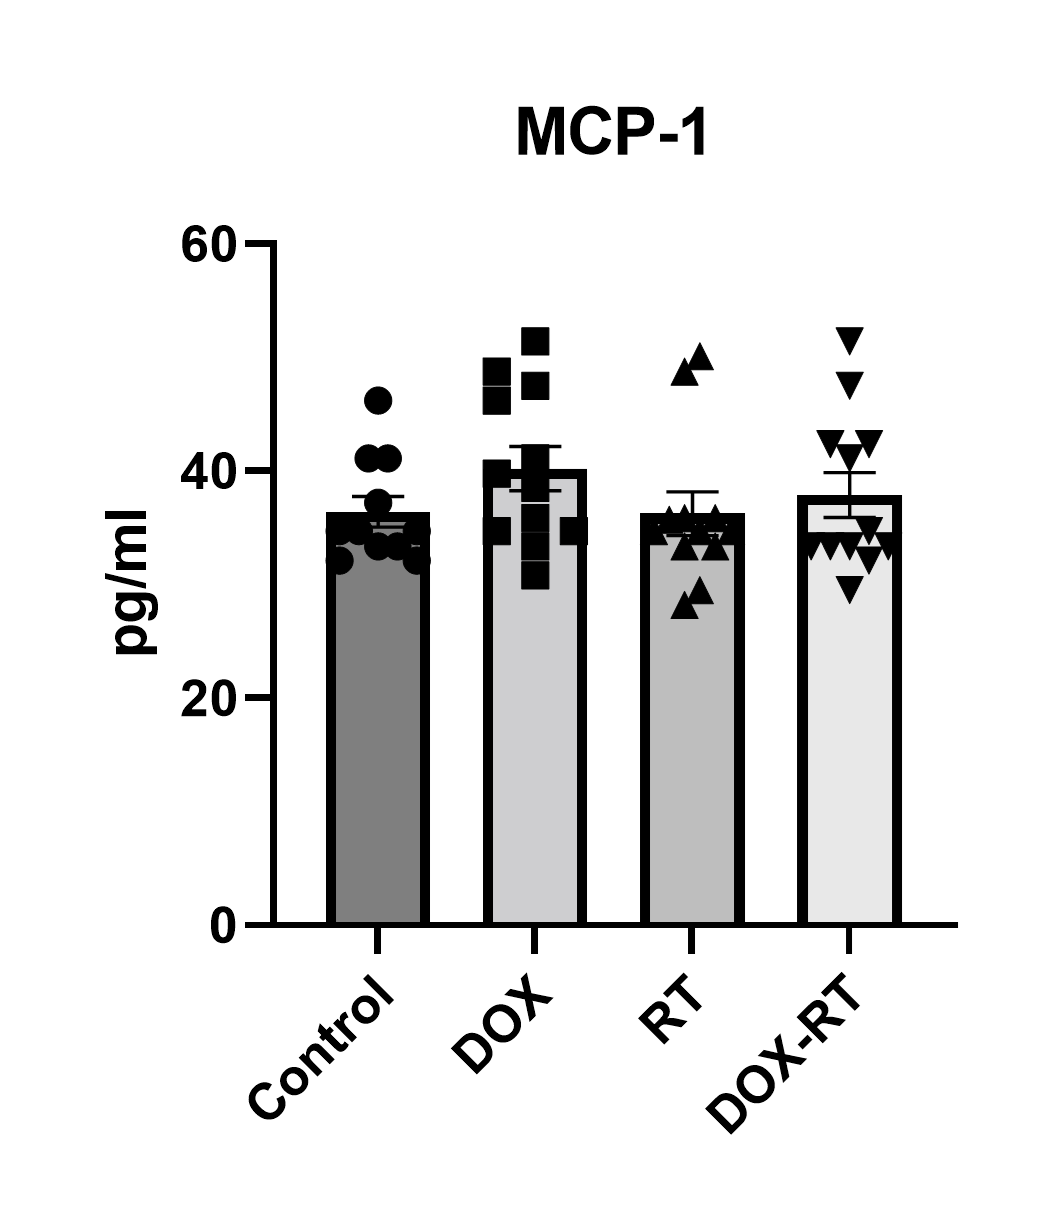 MCP-1
60
40
20
0
pg/ml
Control
DOX
RT
DOX-RT